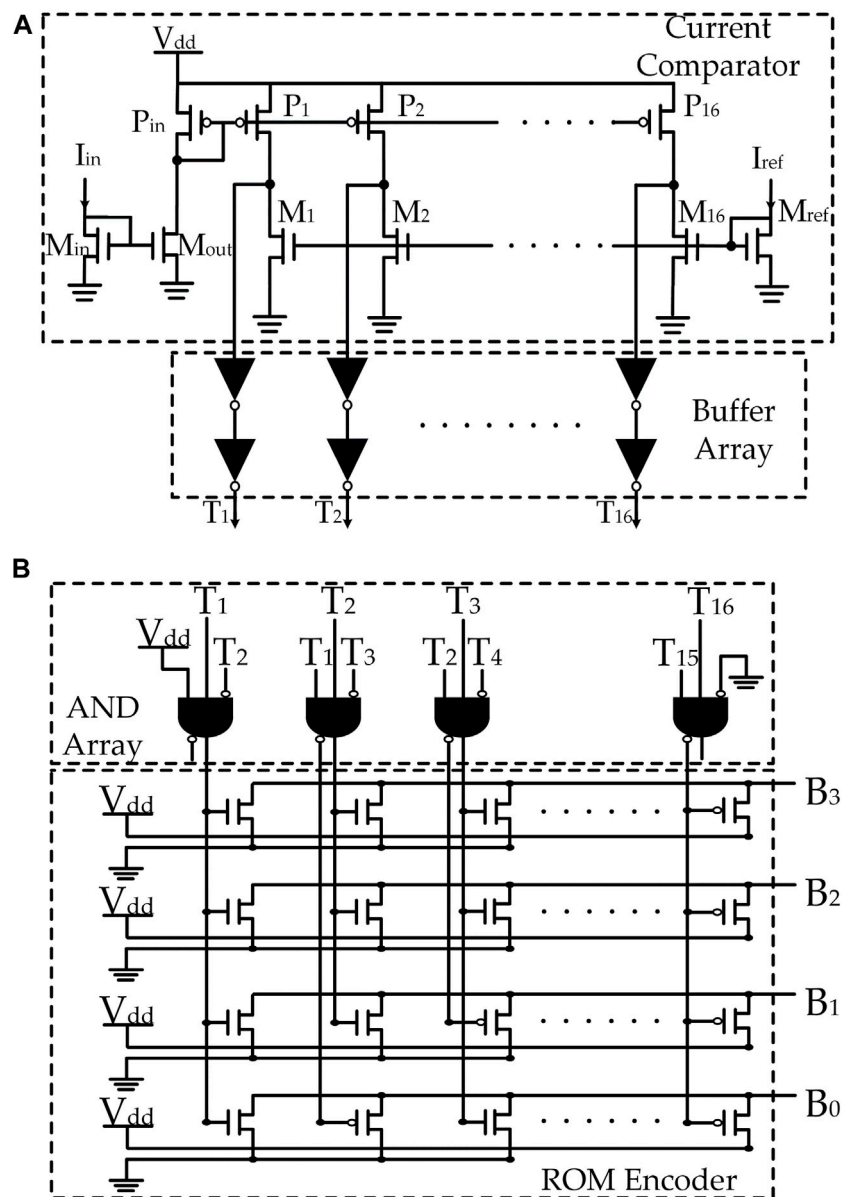 A
Vdd
Current
Comparator
Pin
P1
P2
P16
Iin
Iref
Min
Mout
M1
M2
M16
Mref
Buffer
Array
T1
T2
T16
B
T1
T2
T3
T16
Vdd
T2
T1
T3
T2
T4
T15
AND
Array
Vdd
B3
Vdd
B2
Vdd
B1
Vdd
B0
ROM Encoder